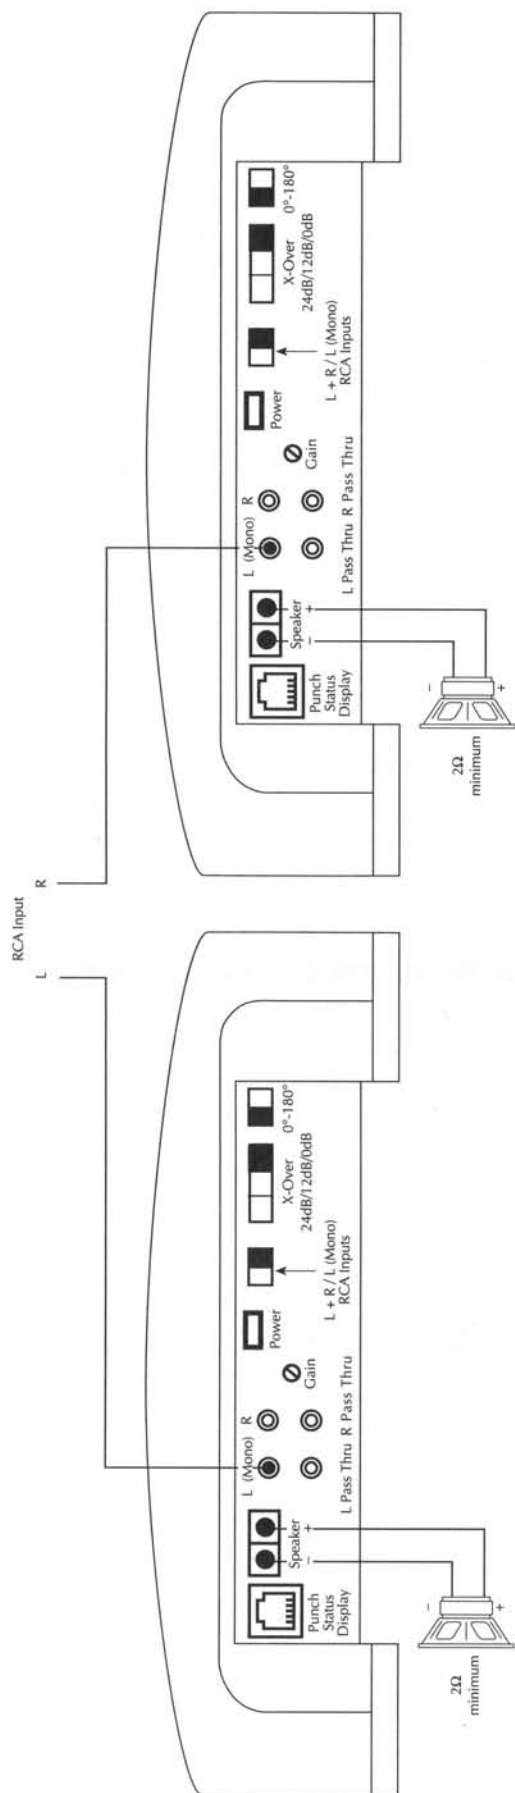 RCA Input
L
R
Punch
Status
Display
Speaker
–
+
L (Mono)
R
L Pass Thru
R Pass Thru
Gain
Power
L + R / L (Mono)
RCA Inputs
X-Over
24dB/12dB/0dB
0°-180°
–
+
2Ω
minimum
Punch
Status
Display
Speaker
–
+
L (Mono)
R
L Pass Thru
R Pass Thru
Gain
Power
L + R / L (Mono)
RCA Inputs
X-Over
24dB/12dB/0dB
0°-180°
–
+
2Ω
minimum